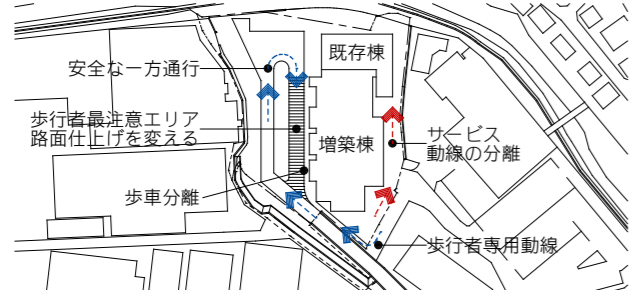 既存棟
安全な一方通行
歩行者最注意エリア
路面仕上げを変える
増築棟
サービス
動線の分離
歩車分離
歩行者専用動線